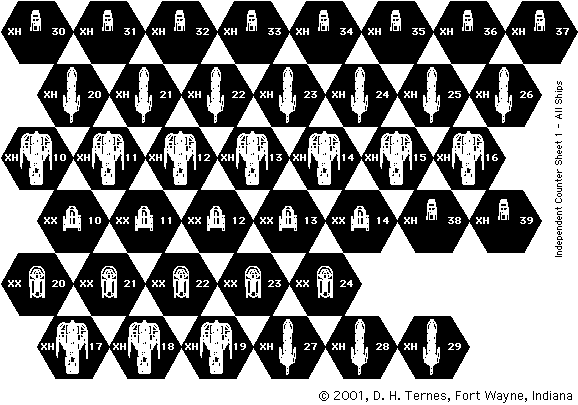 XH 30 XH 31 XH 32 XH 33 XH 34 XH 35 XH 36 XH 37
XH 20 XH 21 XH 22 XH 23 XH 24 XH 25 XH 26
XH 10 XH 11 XH 12 XH 13 XH 14 XH 15 XH 16
XX 10 XX 11 XX 12 XX 13 XX 14 XH 38 XH 39
XX 20 XX 21 XX 22 XX 23 XX 24
XH 17 XH 18 XH 19 XH 27 XH 28 XH 29
Independent Counter Sheet 1 - All Ships
© 2001, D. H. Ternes, Fort Wayne, Indiana